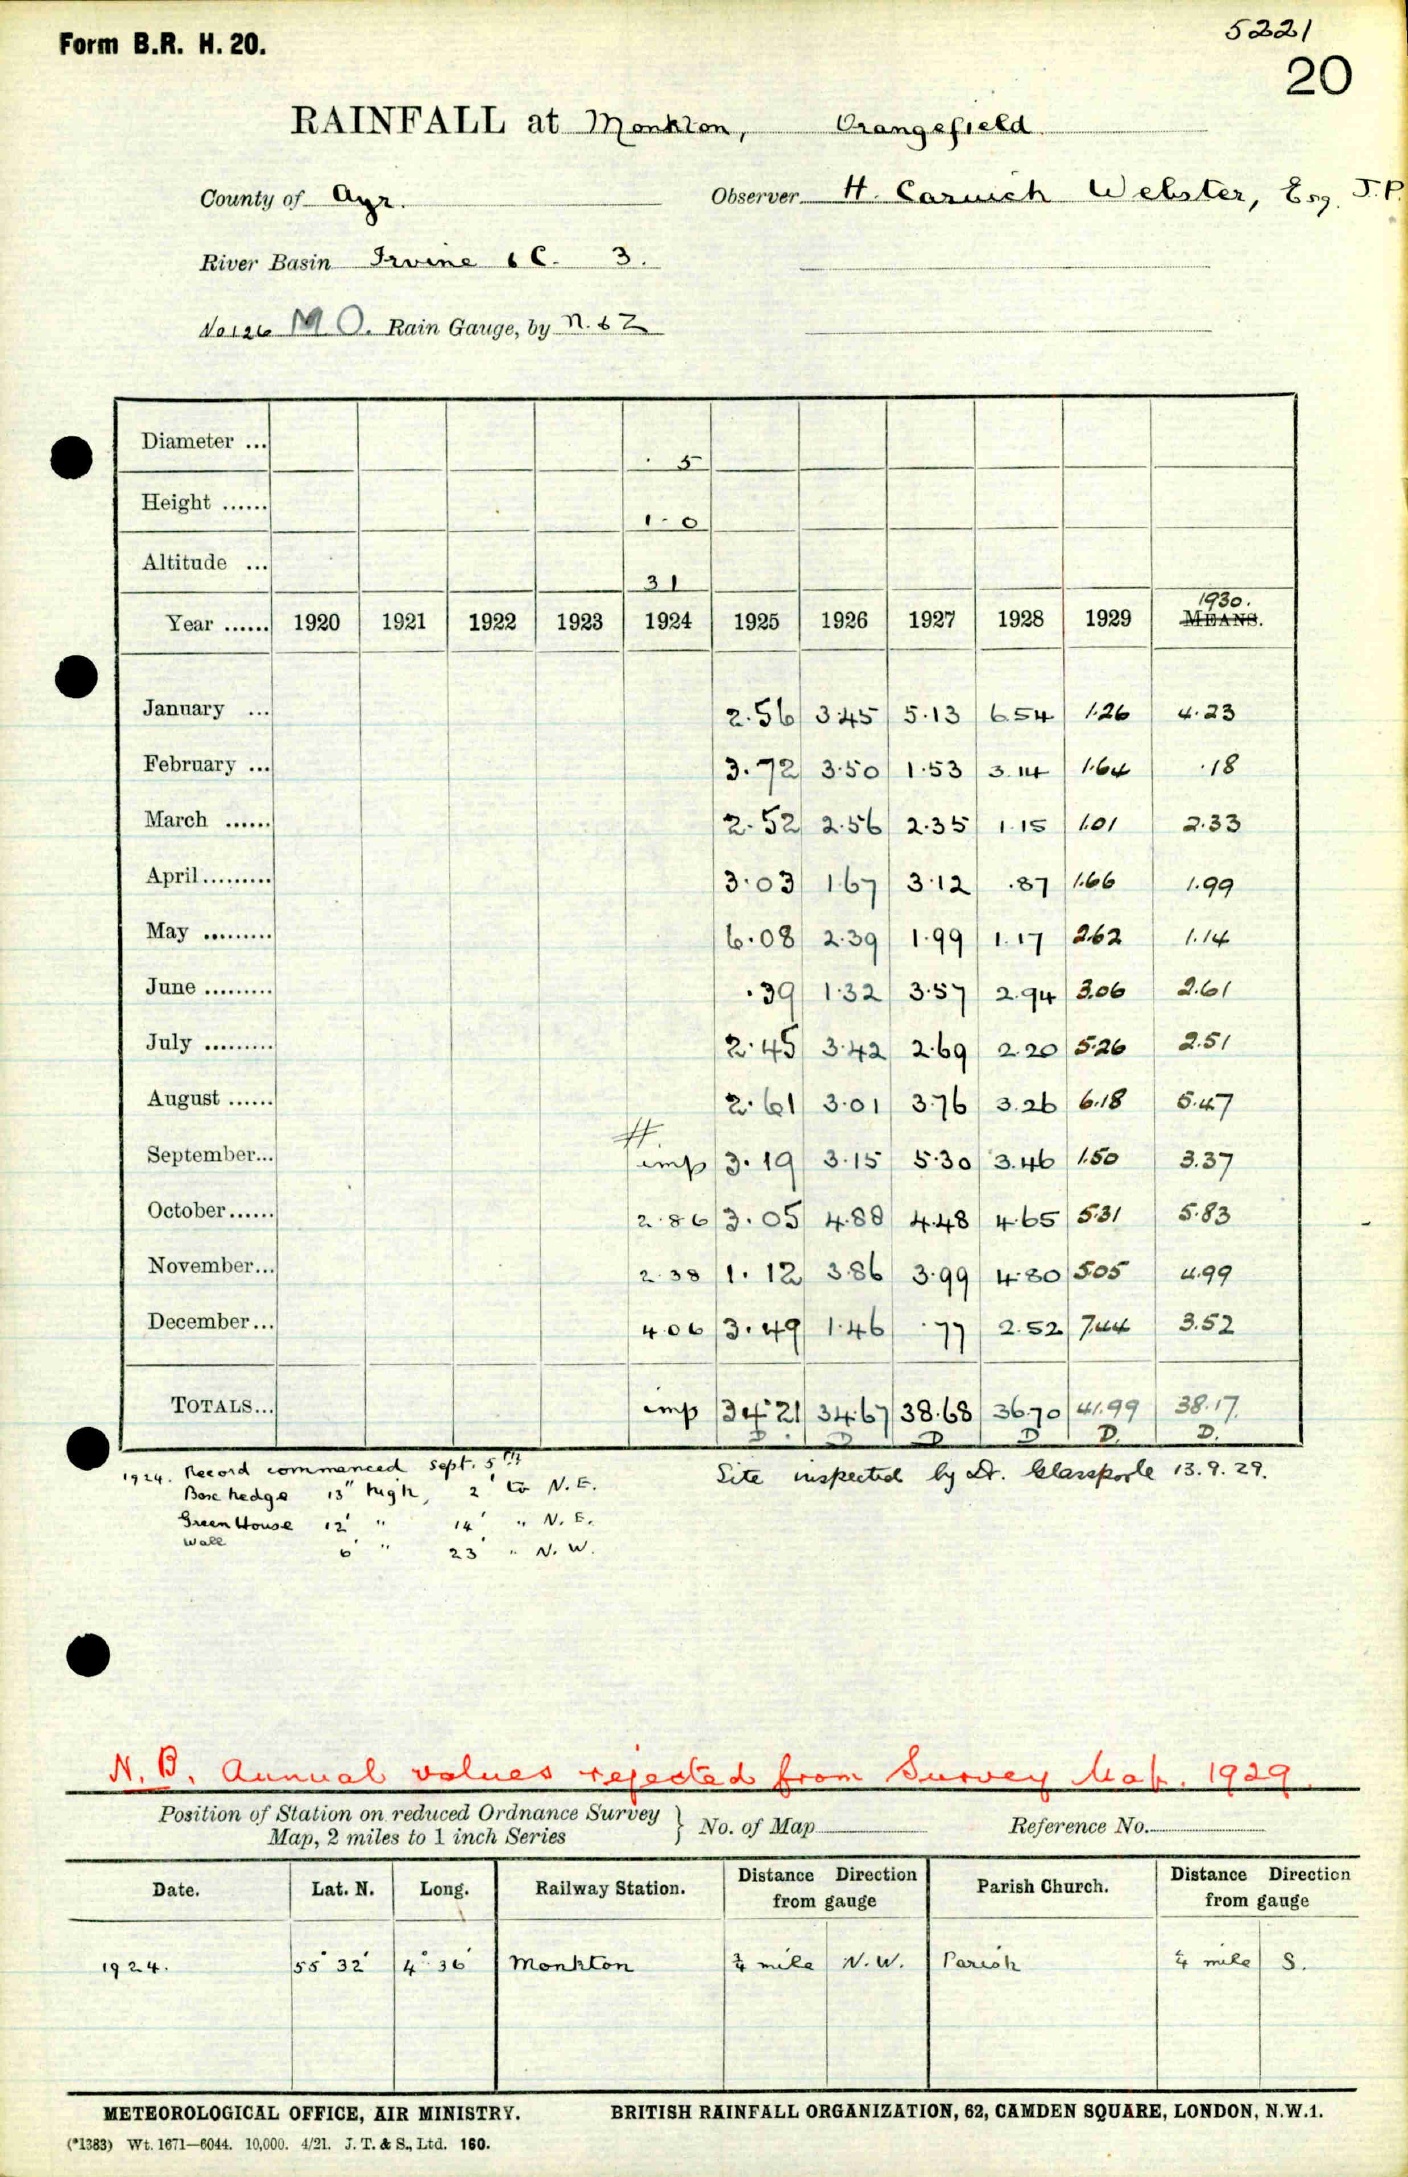 Form B.R. H. 20.
5221
20
RAINFALL at Monkton, Orangefield
County of Ayr. Observer H. Carwich Webster, Esq. J.P.
River Basin Irvine & C. 3.
No 126 M O. Rain Gauge, by N. & Z
Diameter ... 5
Height ...... 1-0
Altitude ... 31
1930.
Year ...... 1920 1921 1922 1923 1924 1925 1926 1927 1928 1929 MEANS.
January ... 2.56 3.45 5.13 6.54 1.26 4.23
February ... 3.72 3.50 1.53 3.14 1.64 .18
March ...... 2.52 2.56 2.35 1.15 1.01 2.33
April......... 3.03 1.67 3.12 .87 1.66 1.99
May ......... 6.08 2.39 1.99 1.17 2.62 1.14
June ......... .39 1.32 3.57 2.94 3.06 2.61
July ......... 2.45 3.42 2.69 2.20 5.26 2.51
August ...... 2.61 3.01 3.76 3.26 6.18 5.47
#
September... imp 3.19 3.15 5.30 3.46 1.50 3.37
October...... 2.86 3.05 4.88 4.48 4.65 5.31 5.83
November... 2.38 1.12 3.86 3.99 4.80 5.05 4.99
December... 4.06 3.49 1.46 .77 2.52 7.44 3.52
TOTALS... imp 34.21 34.67 38.68 36.70 41.99 38.17.
D. D D D D. D.
1924. Record commenced Sept. 5th
Site inspected by Dr. Glasspoole 13.9.29.
Box hedge 13" high, 2' to N.E.
Green House 12' " 14' " N.E.
Wall 6' " 23' " N.W.
N.B. Annual values rejected from Survey Map. 1929.
Position of Station on reduced Ordnance Survey
Map, 2 miles to 1 inch Series } No. of Map Reference No.
Date. Lat. N. Long. Railway Station. Distance Direction from gauge Parish Church. Distance Direction from gauge
1924. 55° 32' 4° 36' Monkton ¾ mile N.W. Parish ¼ mile S.
METEOROLOGICAL OFFICE, AIR MINISTRY. BRITISH RAINFALL ORGANIZATION, 62, CAMDEN SQUARE, LONDON, N.W.1.
(*1383) Wt. 1671—6044. 10,000. 4/21. J. T. & S., Ltd. 160.